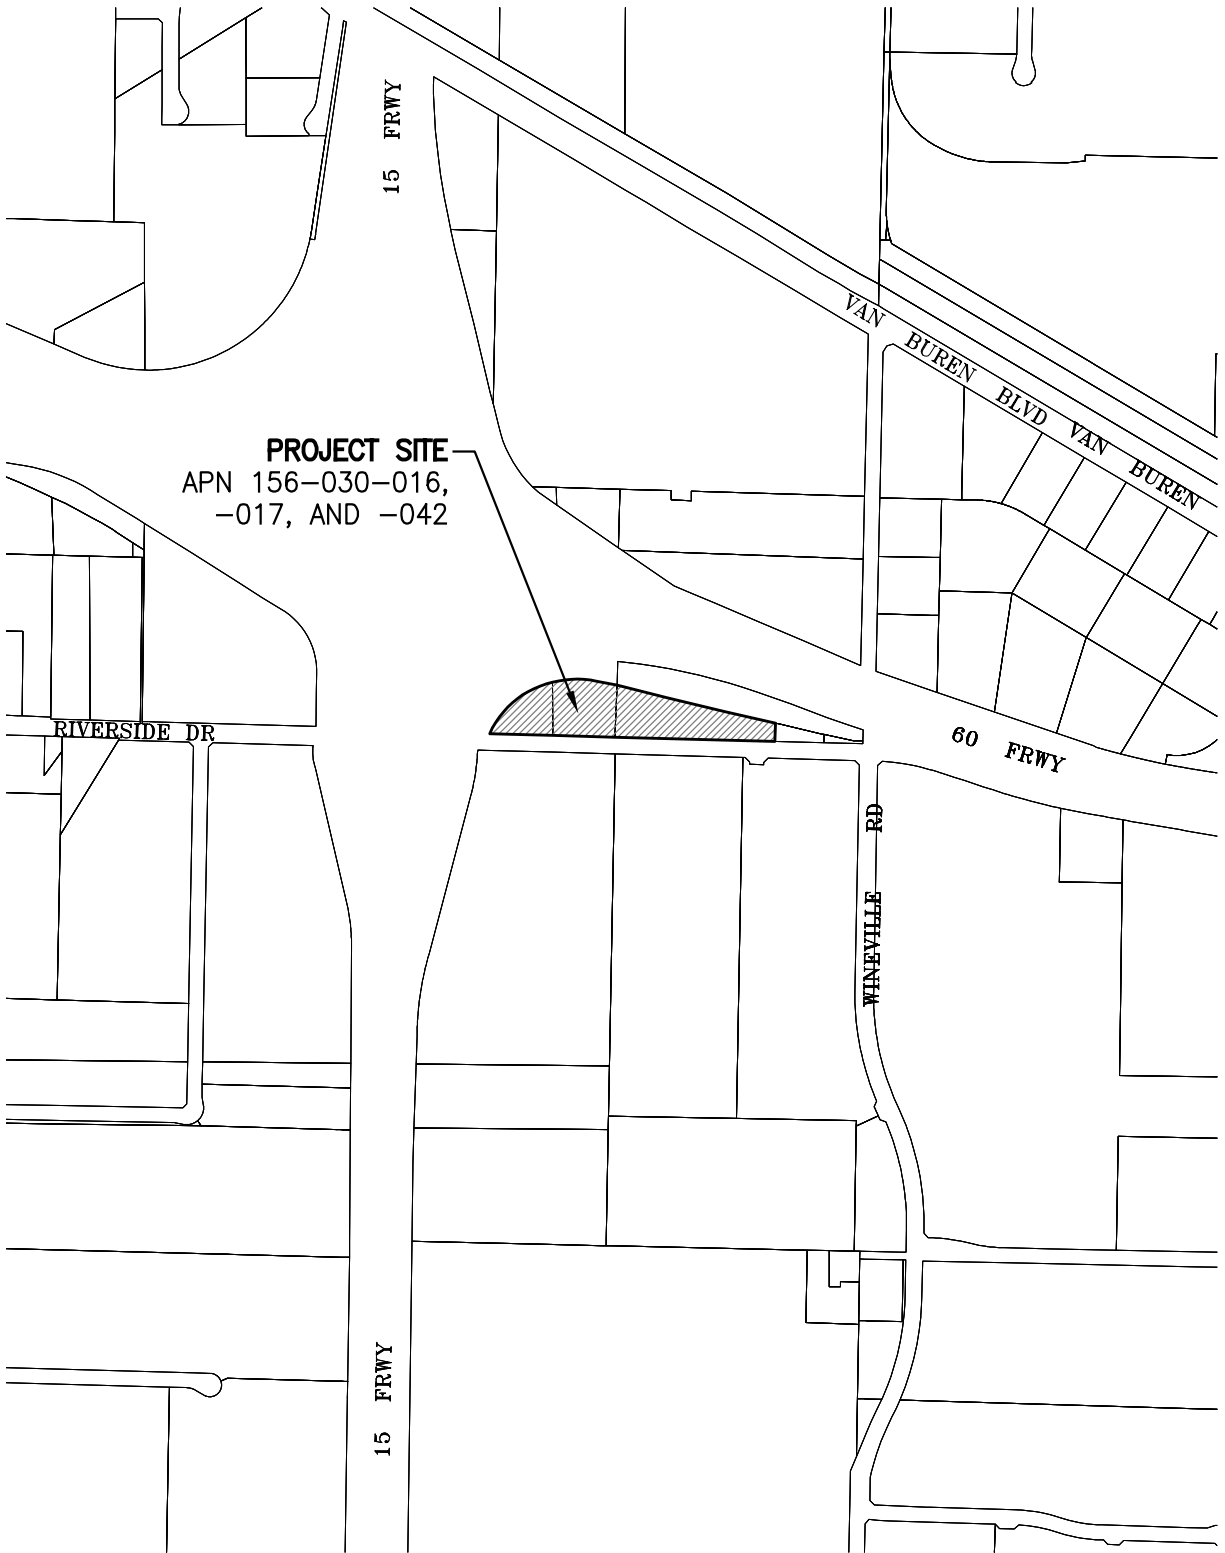 15 FRWY
VAN BUREN BLVD VAN BUREN
PROJECT SITE
APN 156-030-016,
-017, AND -042
RIVERSIDE DR
60 FRWY
WINEVILLE RD
15 FRWY